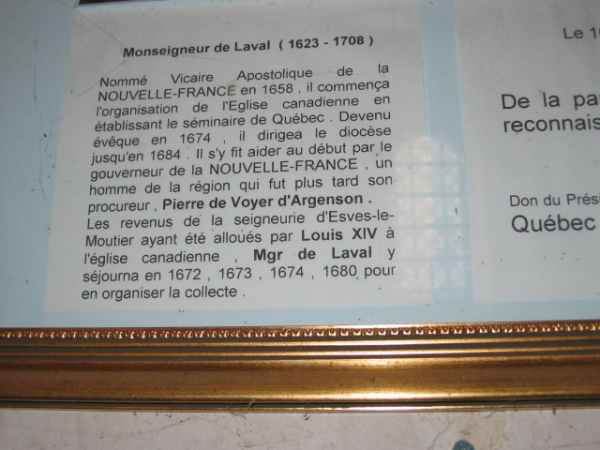 Monseigneur de Laval ( 1623 - 1708 )
Nommé Vicaire Apostolique de la
NOUVELLE-FRANCE en 1658 , il commença
l'organisation de l'Eglise canadienne en
établissant le séminaire de Québec . Devenu
évêque en 1674 , il dirigea le diocèse
jusqu'en 1684 . Il s'y fit aider au début par le
gouverneur de la NOUVELLE-FRANCE , un
homme de la région qui fut plus tard son
procureur , Pierre de Voyer d'Argenson .
Les revenus de la seigneurie d'Esves-le-
Moutier ayant été alloués par Louis XIV à
l'église canadienne , Mgr de Laval y
séjourna en 1672 , 1673 , 1674 , 1680 pour
en organiser la collecte .
Le
De la
reconnais
Don du
Québec